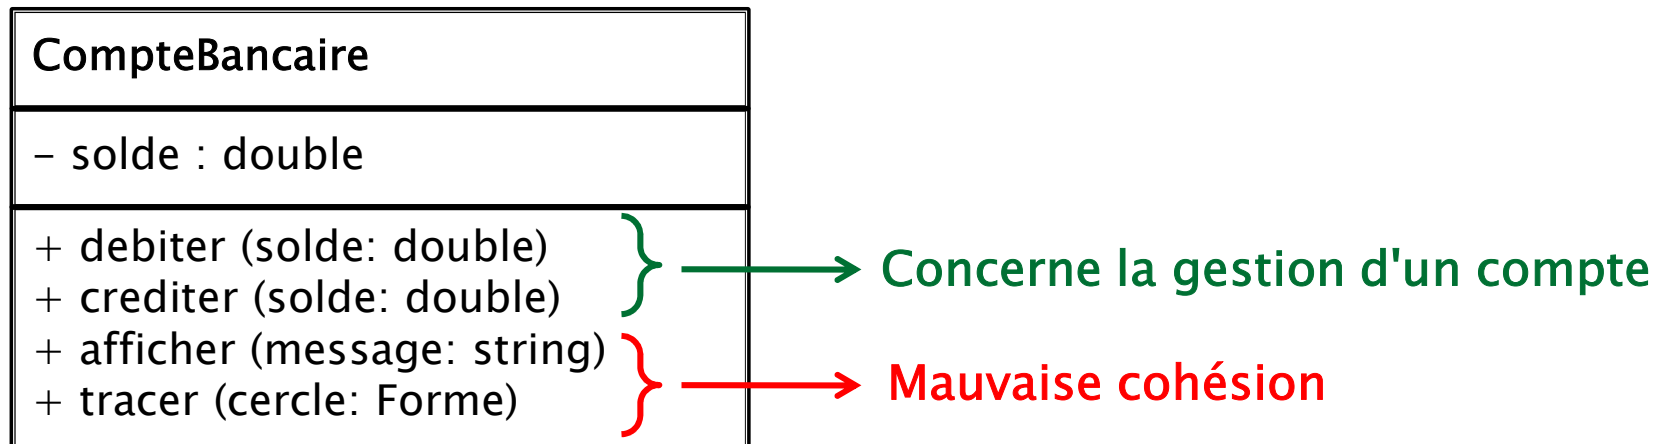 CompteBancaire
- solde : double
+ debiter (solde: double)
+ crediter (solde: double)
Concerne la gestion d'un compte
+ afficher (message: string)
+ tracer (cercle: Forme)
Mauvaise cohésion